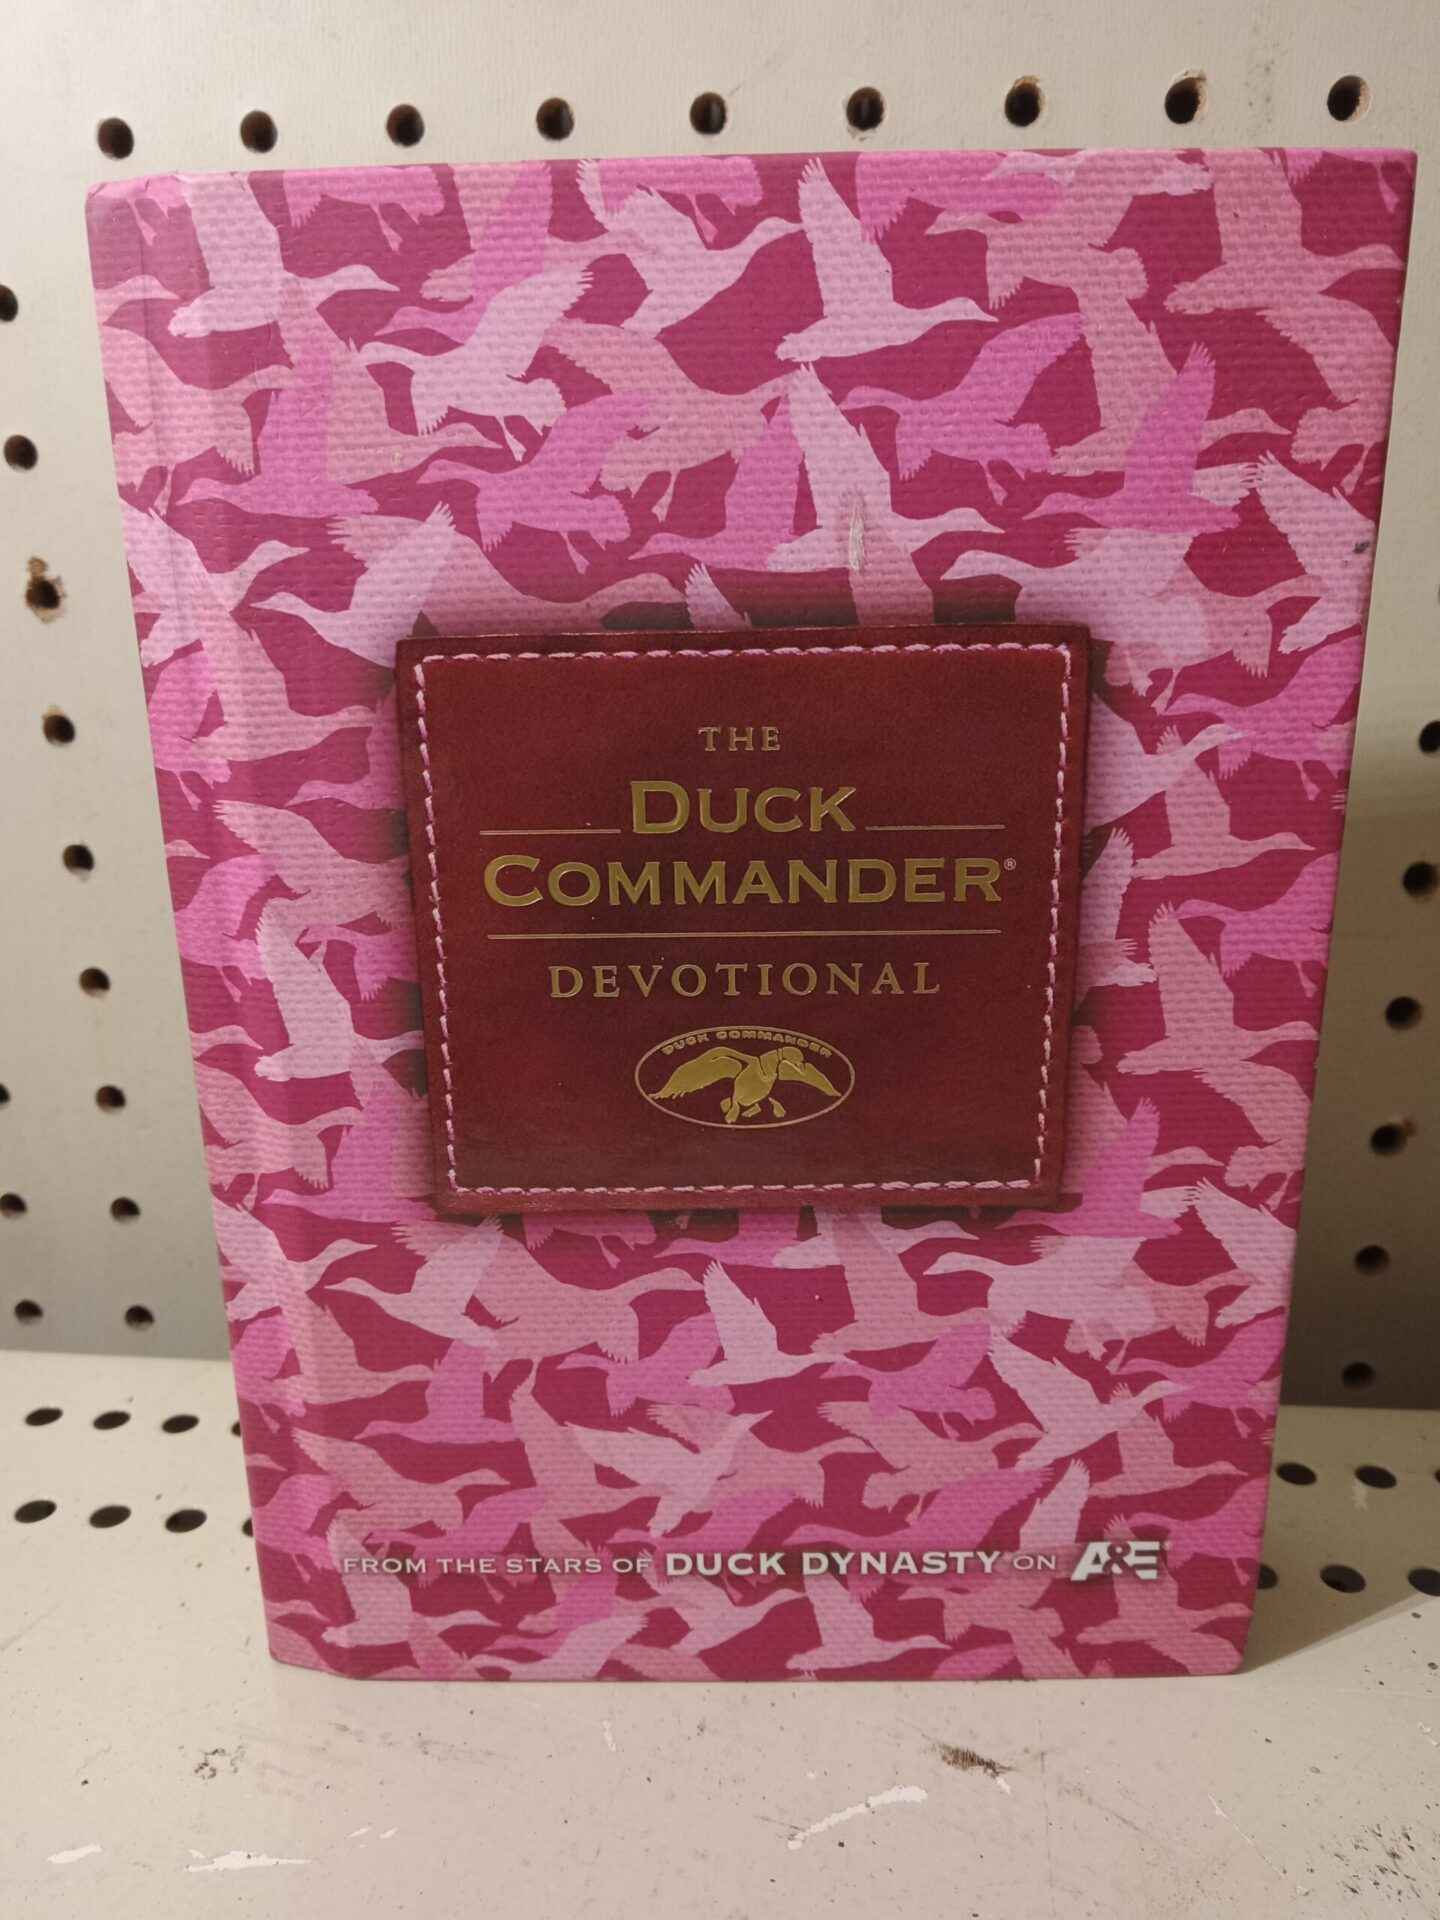 THE
DUCK
COMMANDER®
DEVOTIONAL
DUCK COMMANDER
FROM THE STARS OF DUCK DYNASTY ON A&E